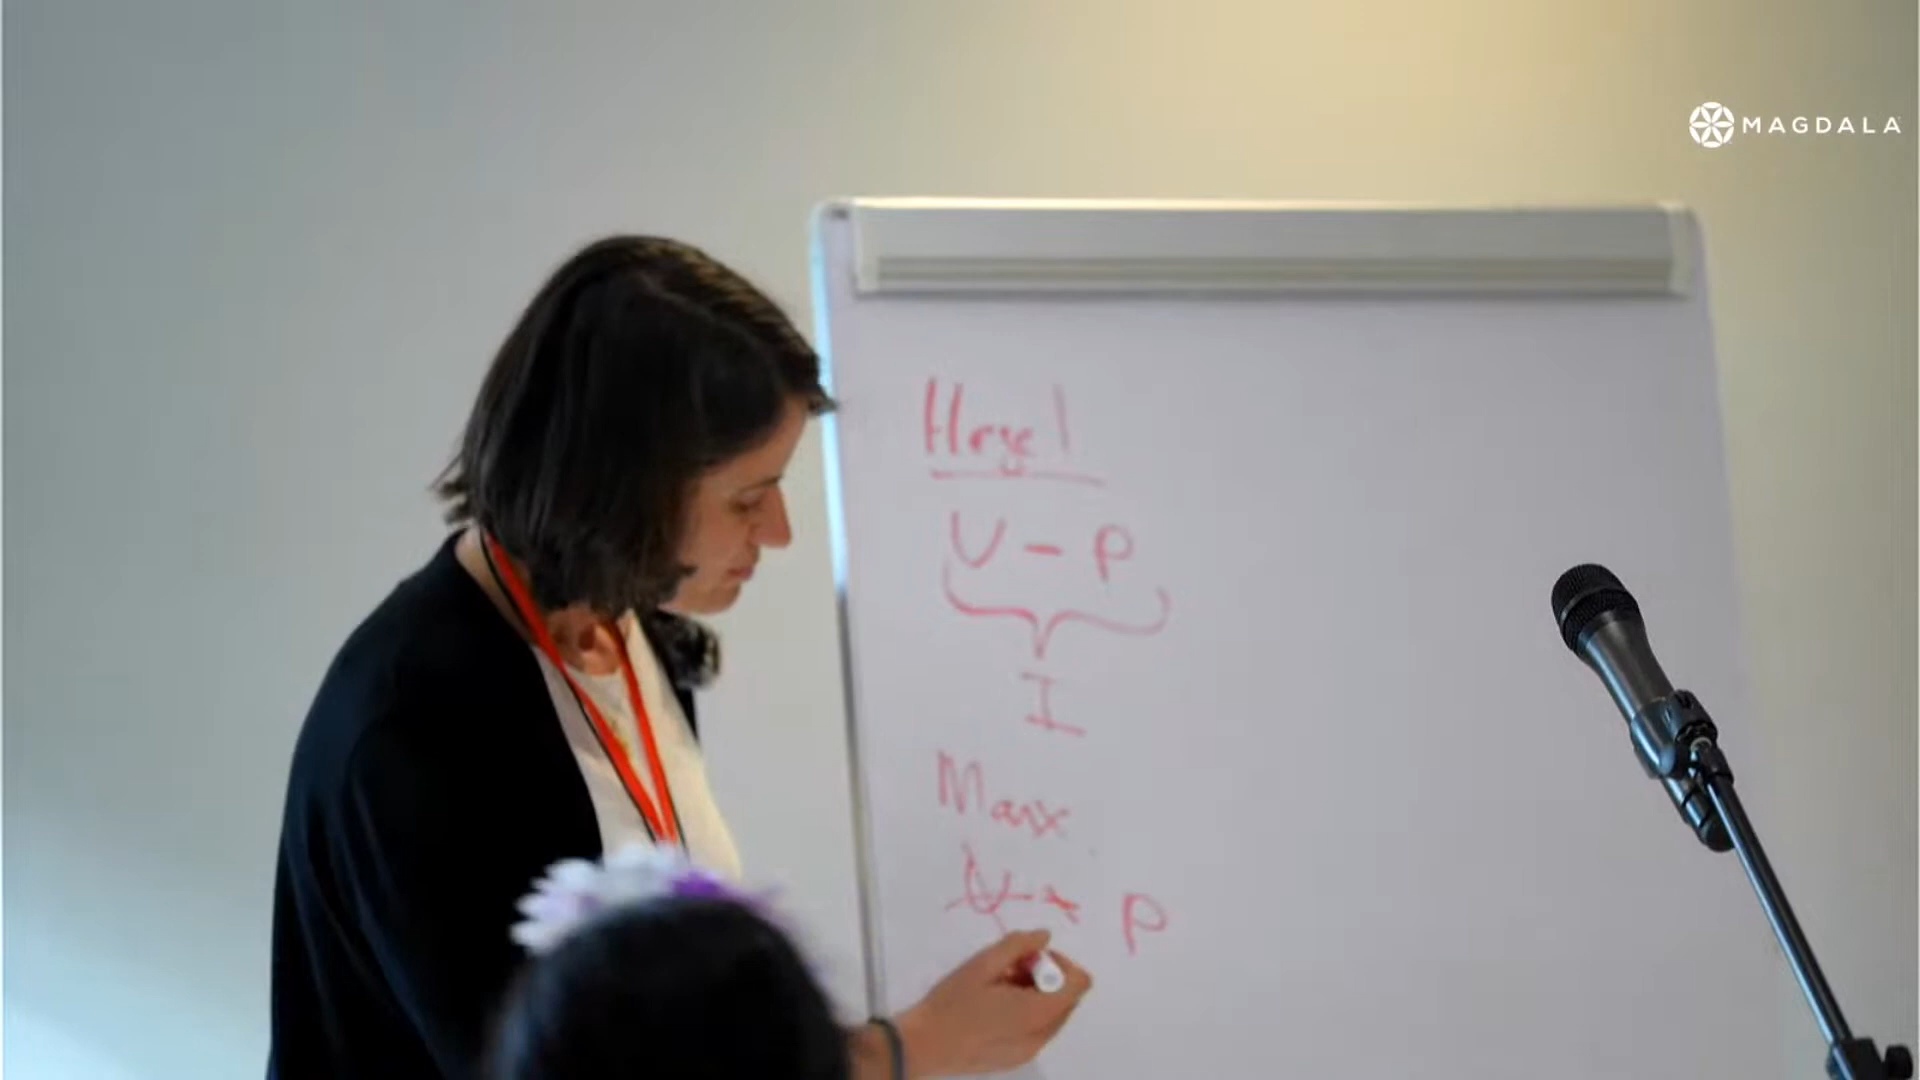 MAGDALA
Hegel
U - P
I
Marx
U → P